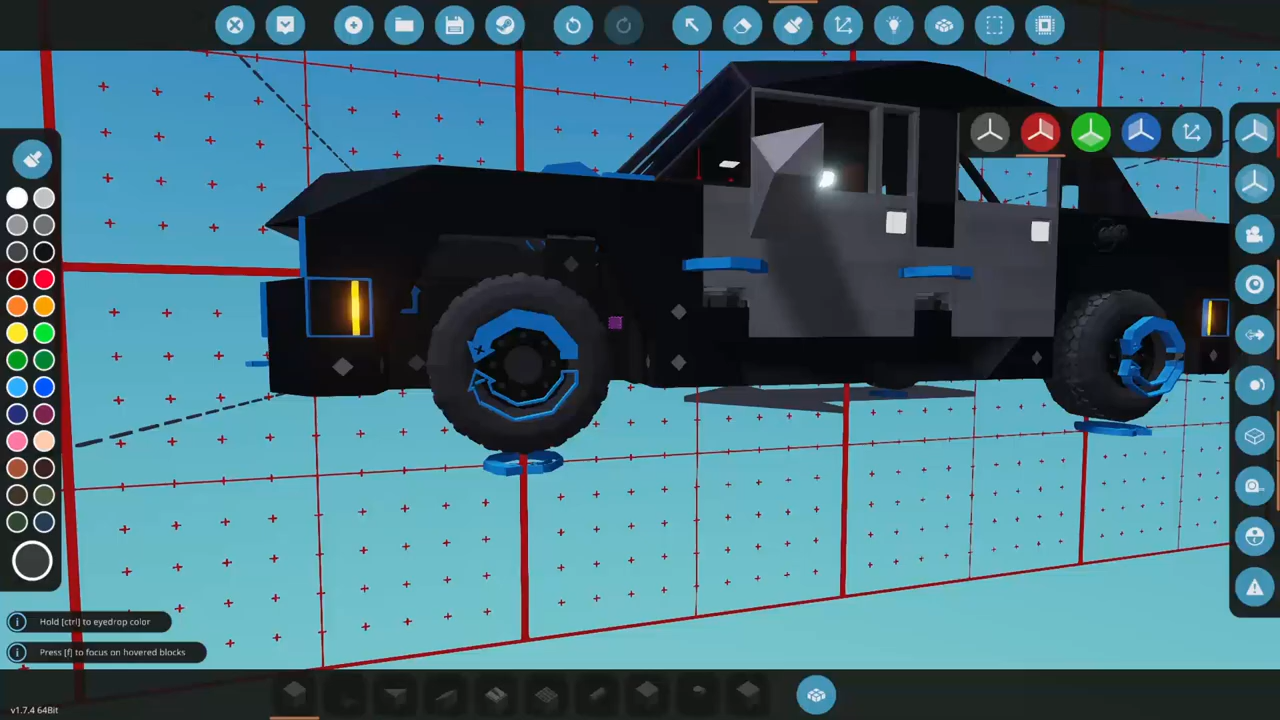 Hold [ctrl] to eyedrop color
Press [f] to focus on hovered blocks
v1.7.4 64Bit